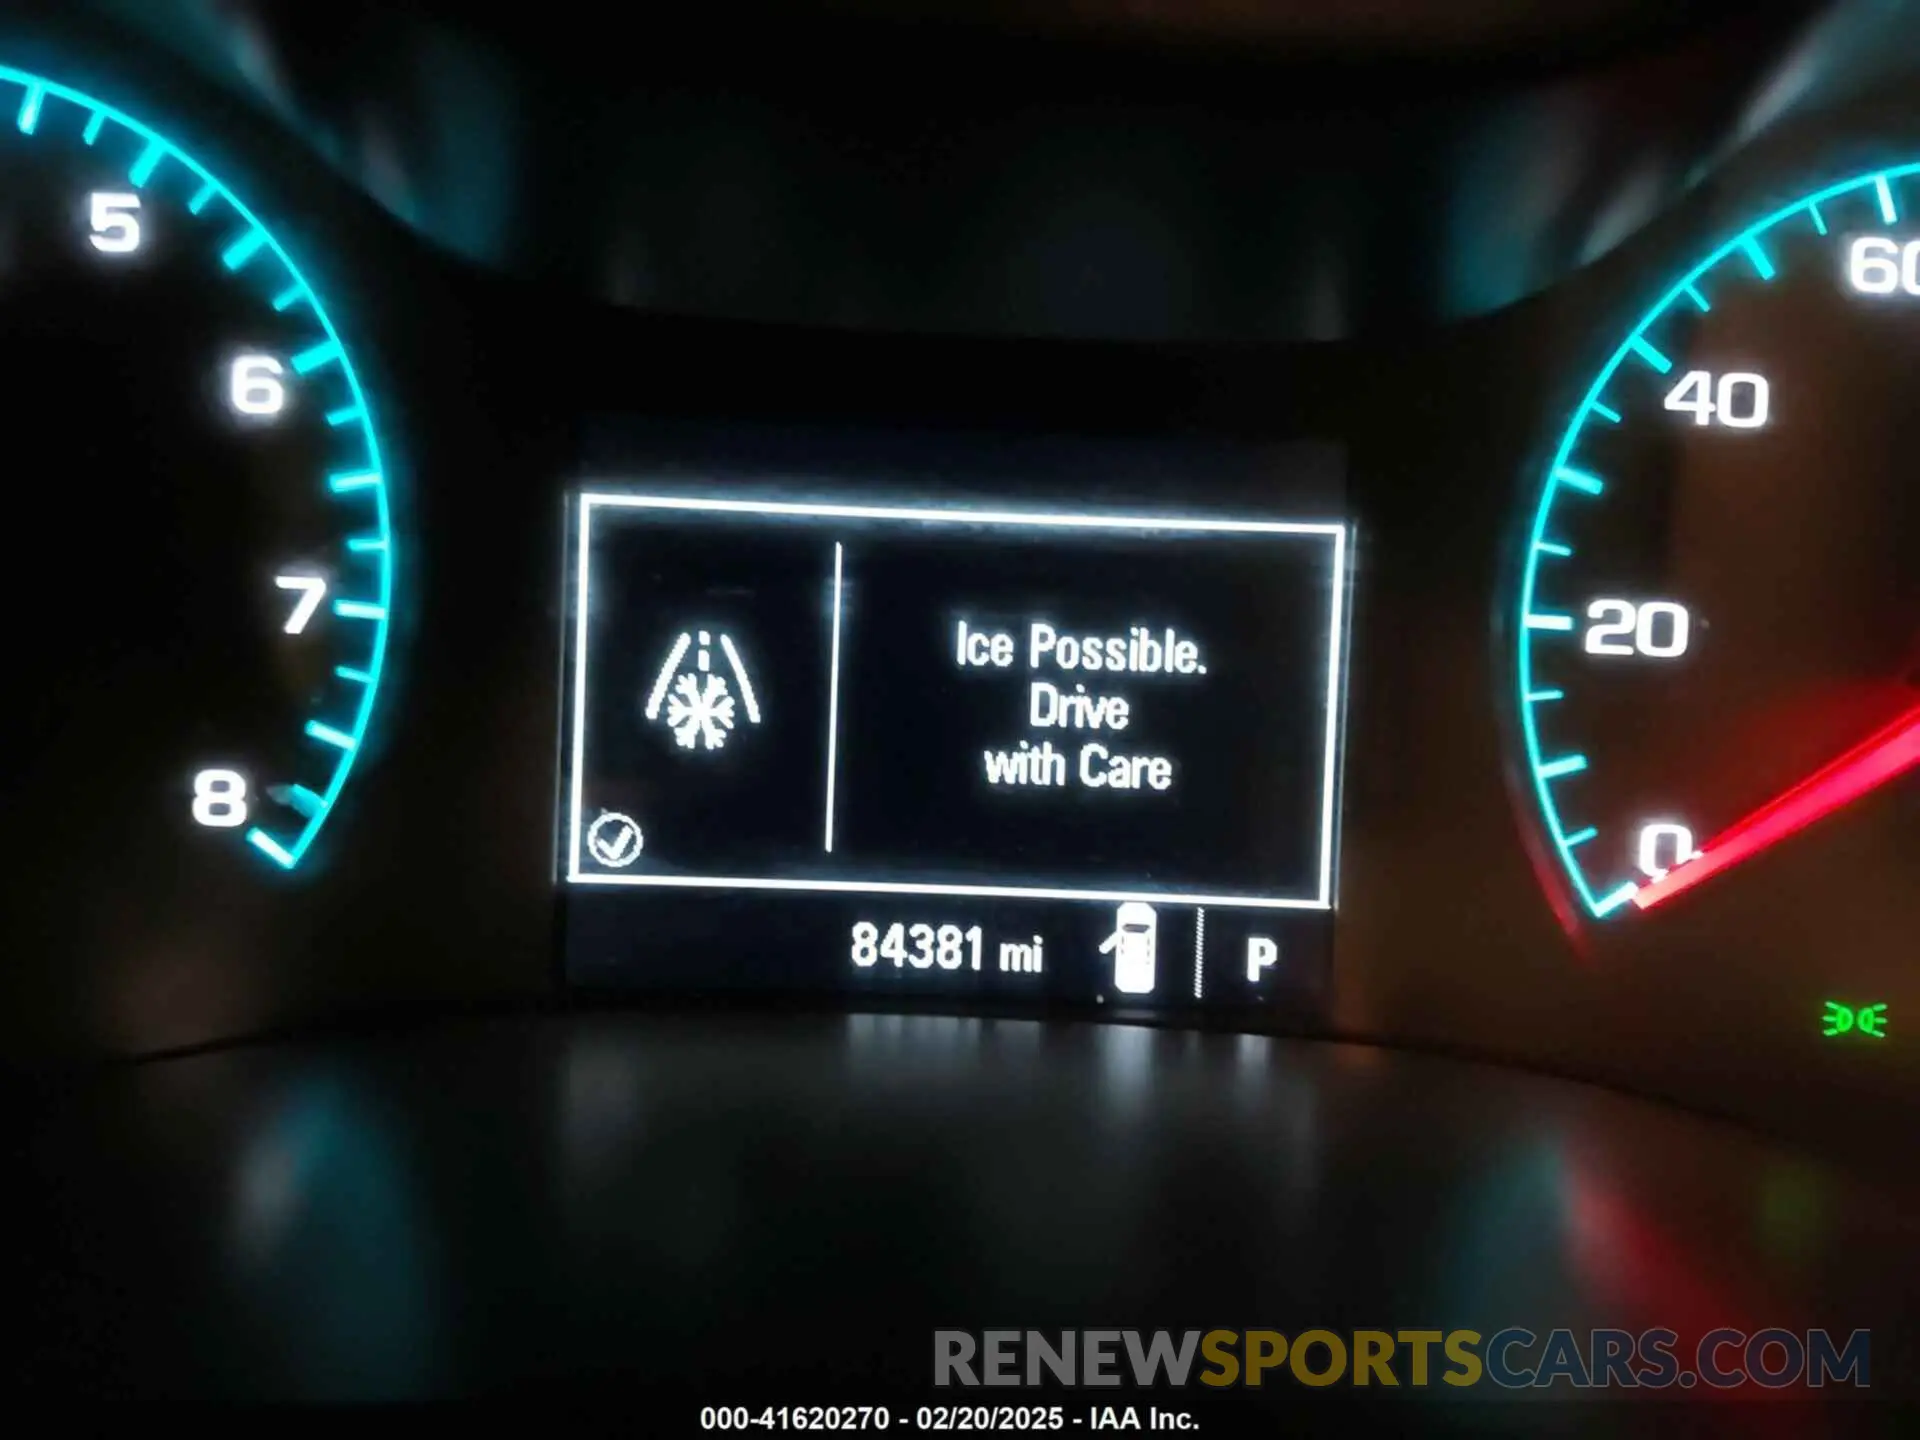 5
6
7
8
60
40
20
0
Ice Possible.
Drive
with Care
84381 mi
P
RENEWSPORTSCARS.COM
000-41620270 - 02/20/2025 - IAA Inc.